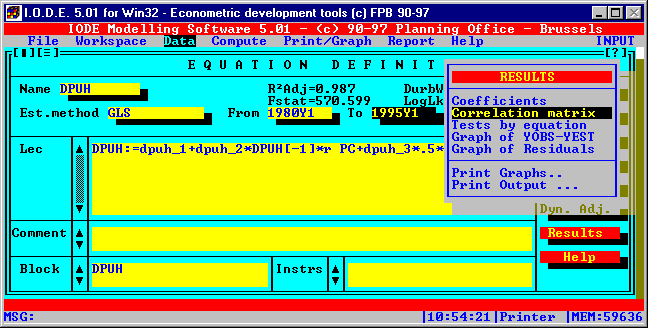 I.O.D.E. 5.01 for Win32 - Econometric development tools (c) FPB 90-97
IODE Modelling Software 5.01 - (c) 90-97 Planning Office - Brussels
File Workspace Data Compute Print/Graph Report Help INPUT
EQUATION DEFINIT
[?]
Name DPUH R²Adj=0.987 DurbW
Fstat=570.599 LogLk
Est.method GLS From 1980Y1 To 1995Y1
RESULTS
Coefficients
Correlation matrix
Tests by equation
Graph of YOBS-YEST
Graph of Residuals
Print Graphs..
Print Output ...
Lec DPUH:=dpuh_1+dpuh_2*DPUH[-1]*r PC+dpuh_3*.5*
Dyn. Adj.
Comment
Results
Help
Block DPUH Instrs
MSG: |10:54:21|Printer |MEM:59636